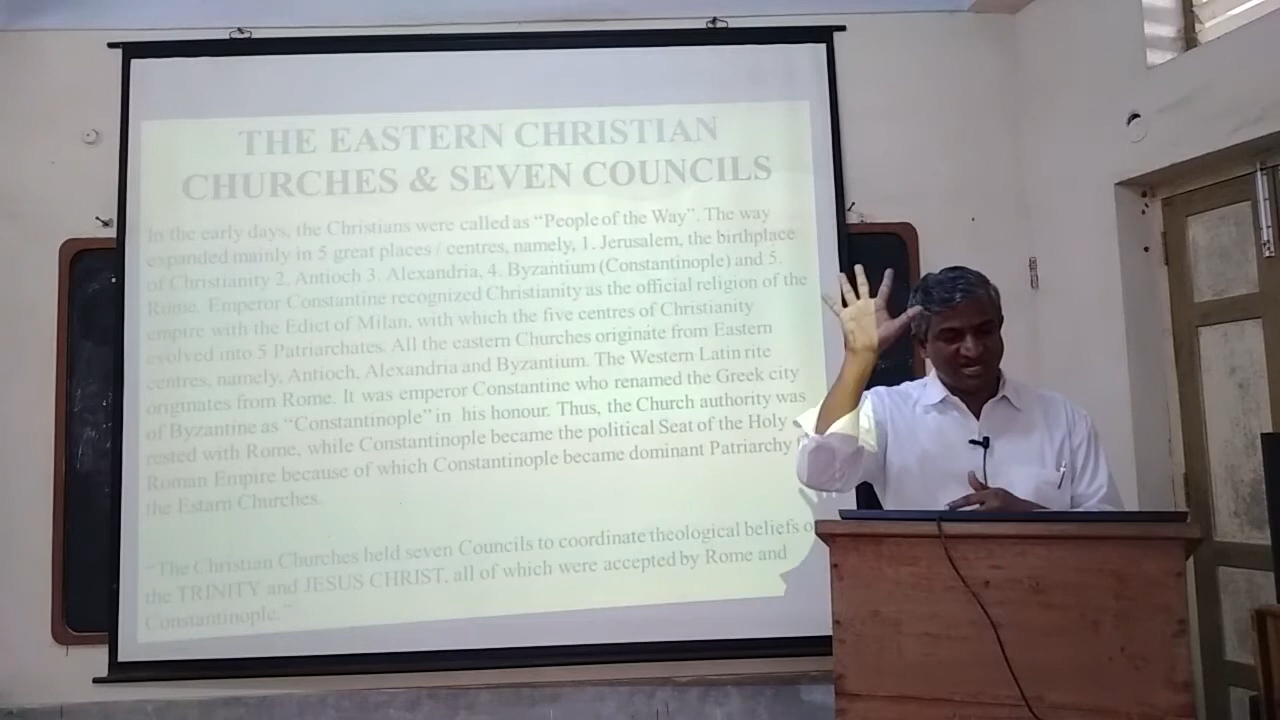 THE EASTERN CHRISTIAN
CHURCHES & SEVEN COUNCILS
In the early days, the Christians were called as “People of the Way”. The way
expanded mainly in 5 great places / centres, namely, 1. Jerusalem, the birthplace
of Christianity 2. Antioch 3. Alexandria, 4. Byzantium (Constantinople) and 5.
Rome. Emperor Constantine recognized Christianity as the official religion of the
empire with the Edict of Milan, with which the five centres of Christianity
evolved into 5 Patriarchates. All the eastern Churches originate from Eastern
centres, namely, Antioch, Alexandria and Byzantium. The Western Latin rite
originates from Rome. It was emperor Constantine who renamed the Greek city
of Byzantine as “Constantinople” in his honour. Thus, the Church authority was
rested with Rome, while Constantinople became the political Seat of the Holy
Roman Empire because of which Constantinople became dominant Patriarchy
the Estarn Churches.
“The Christian Churches held seven Councils to coordinate theological beliefs
the TRINITY and JESUS CHRIST, all of which were accepted by Rome and
Constantinople.”